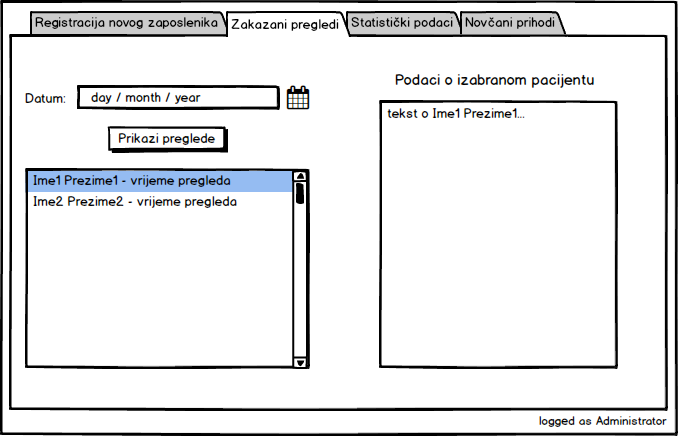 Registracija novog zaposlenika
Zakazani pregledi
Statistički podaci
Novčani prihodi
Datum:
day / month / year
Prikazi preglede
Ime1 Prezime1 - vrijeme pregleda
Ime2 Prezime2 - vrijeme pregleda
Podaci o izabranom pacijentu
tekst o Ime1 Prezime1...
logged as Administrator